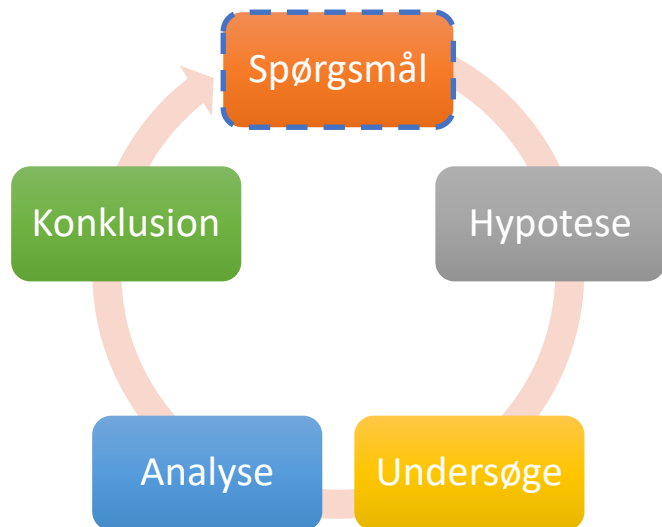 Spørgsmål
Hypotese
Undersøge
Analyse
Konklusion